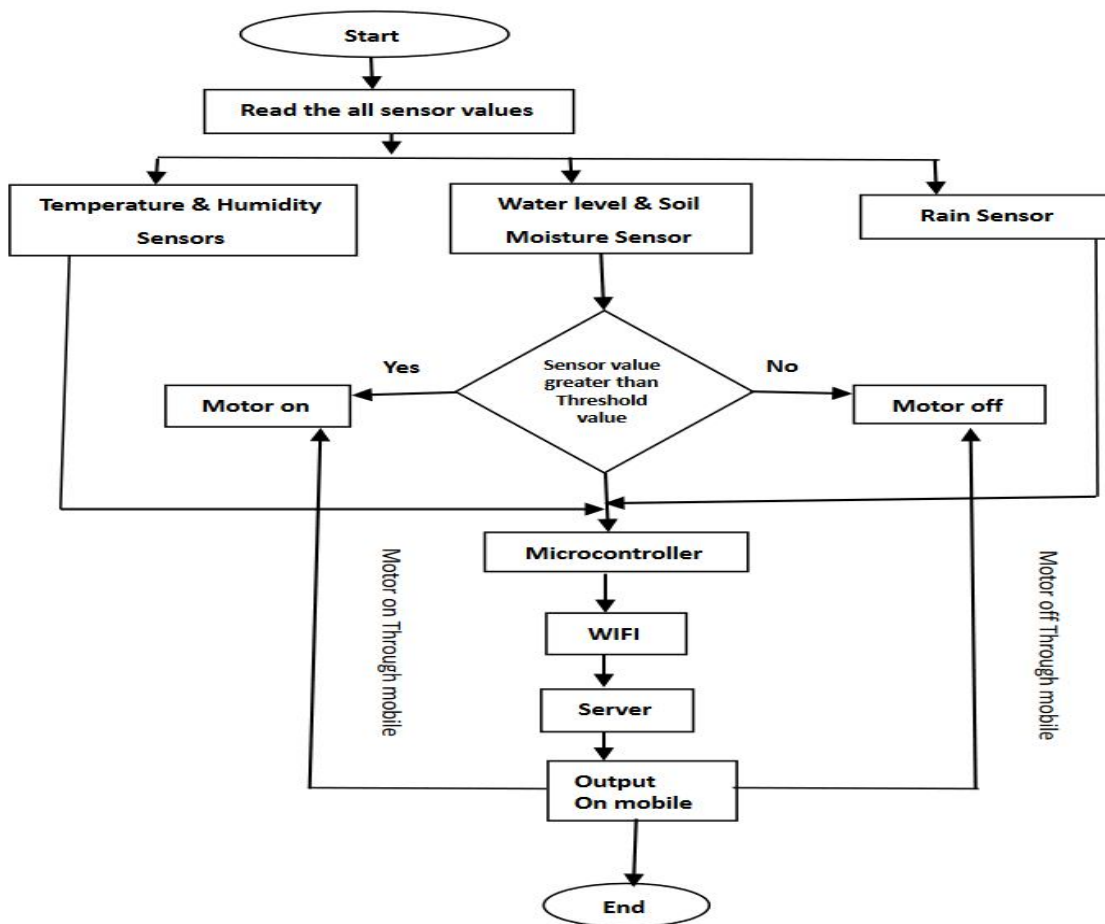 Start
Read the all sensor values
Temperature & Humidity
Sensors
Water level & Soil
Moisture Sensor
Rain Sensor
Yes
Sensor value
greater than
Threshold
value
No
Motor on
Motor off
Microcontroller
Motor on Through mobile
Motor off Through mobile
WIFI
Server
Output
On mobile
End